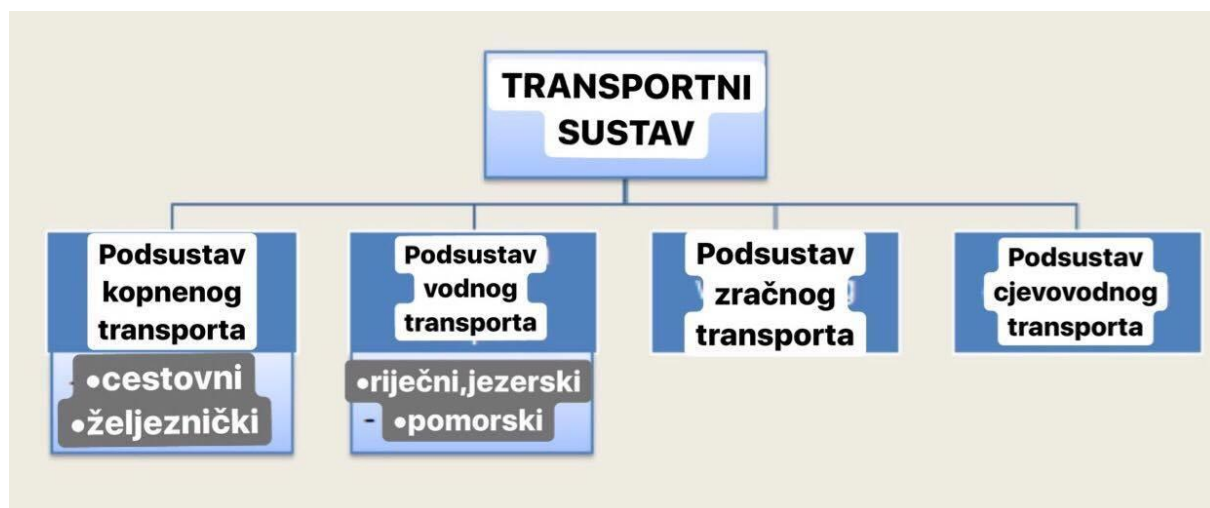 TRANSPORTNI
SUSTAV
Podsustav
kopnenog
transporta
•cestovni
•željeznički
Podsustav
vodnog
transporta
•riječni,jezerski
•pomorski
Podsustav
zračnog
transporta
Podsustav
cjevovodnog
transporta